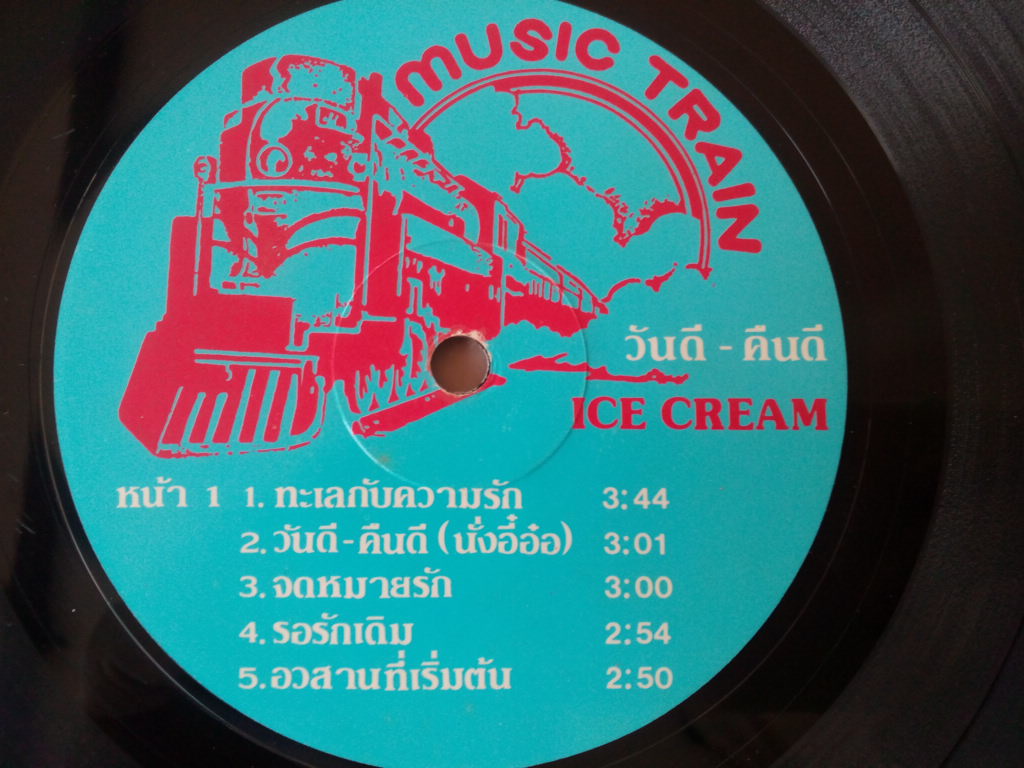 MUSIC TRAIN
วันดี - คืนดี
ICE CREAM
หน้า 1 1. ทะเลกับความรัก 3:44
2. วันดี - คืนดี (นั่งอี๋อ๋อ) 3:01
3. จดหมายรัก 3:00
4. รอรักเดิม 2:54
5. อวสานที่เริ่มต้น 2:50